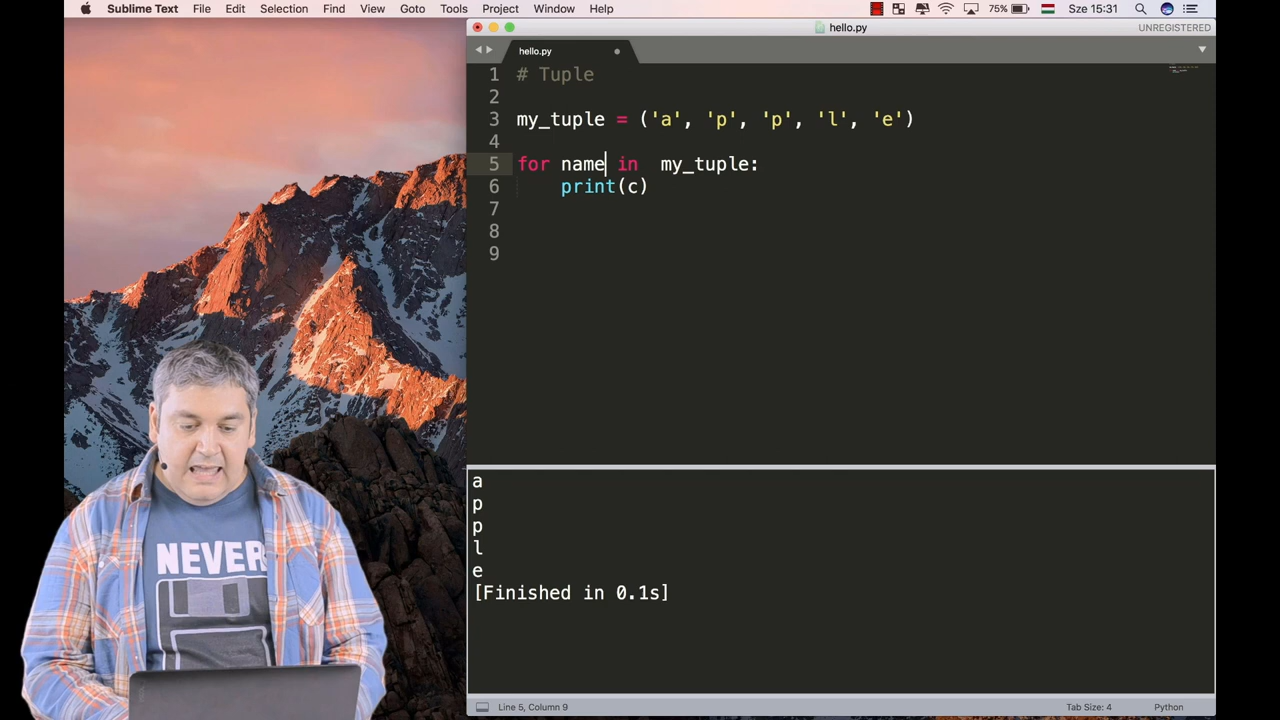 Sublime Text File Edit Selection Find View Goto Tools Project Window Help 75% Sze 15:31
hello.py UNREGISTERED
hello.py
1 # Tuple
2
3 my_tuple = ('a', 'p', 'p', 'l', 'e')
4
5 for name in  my_tuple:
6     print(c)
7
8
9
a
p
p
l
e
[Finished in 0.1s]
NEVER
Line 5, Column 9 Tab Size: 4 Python